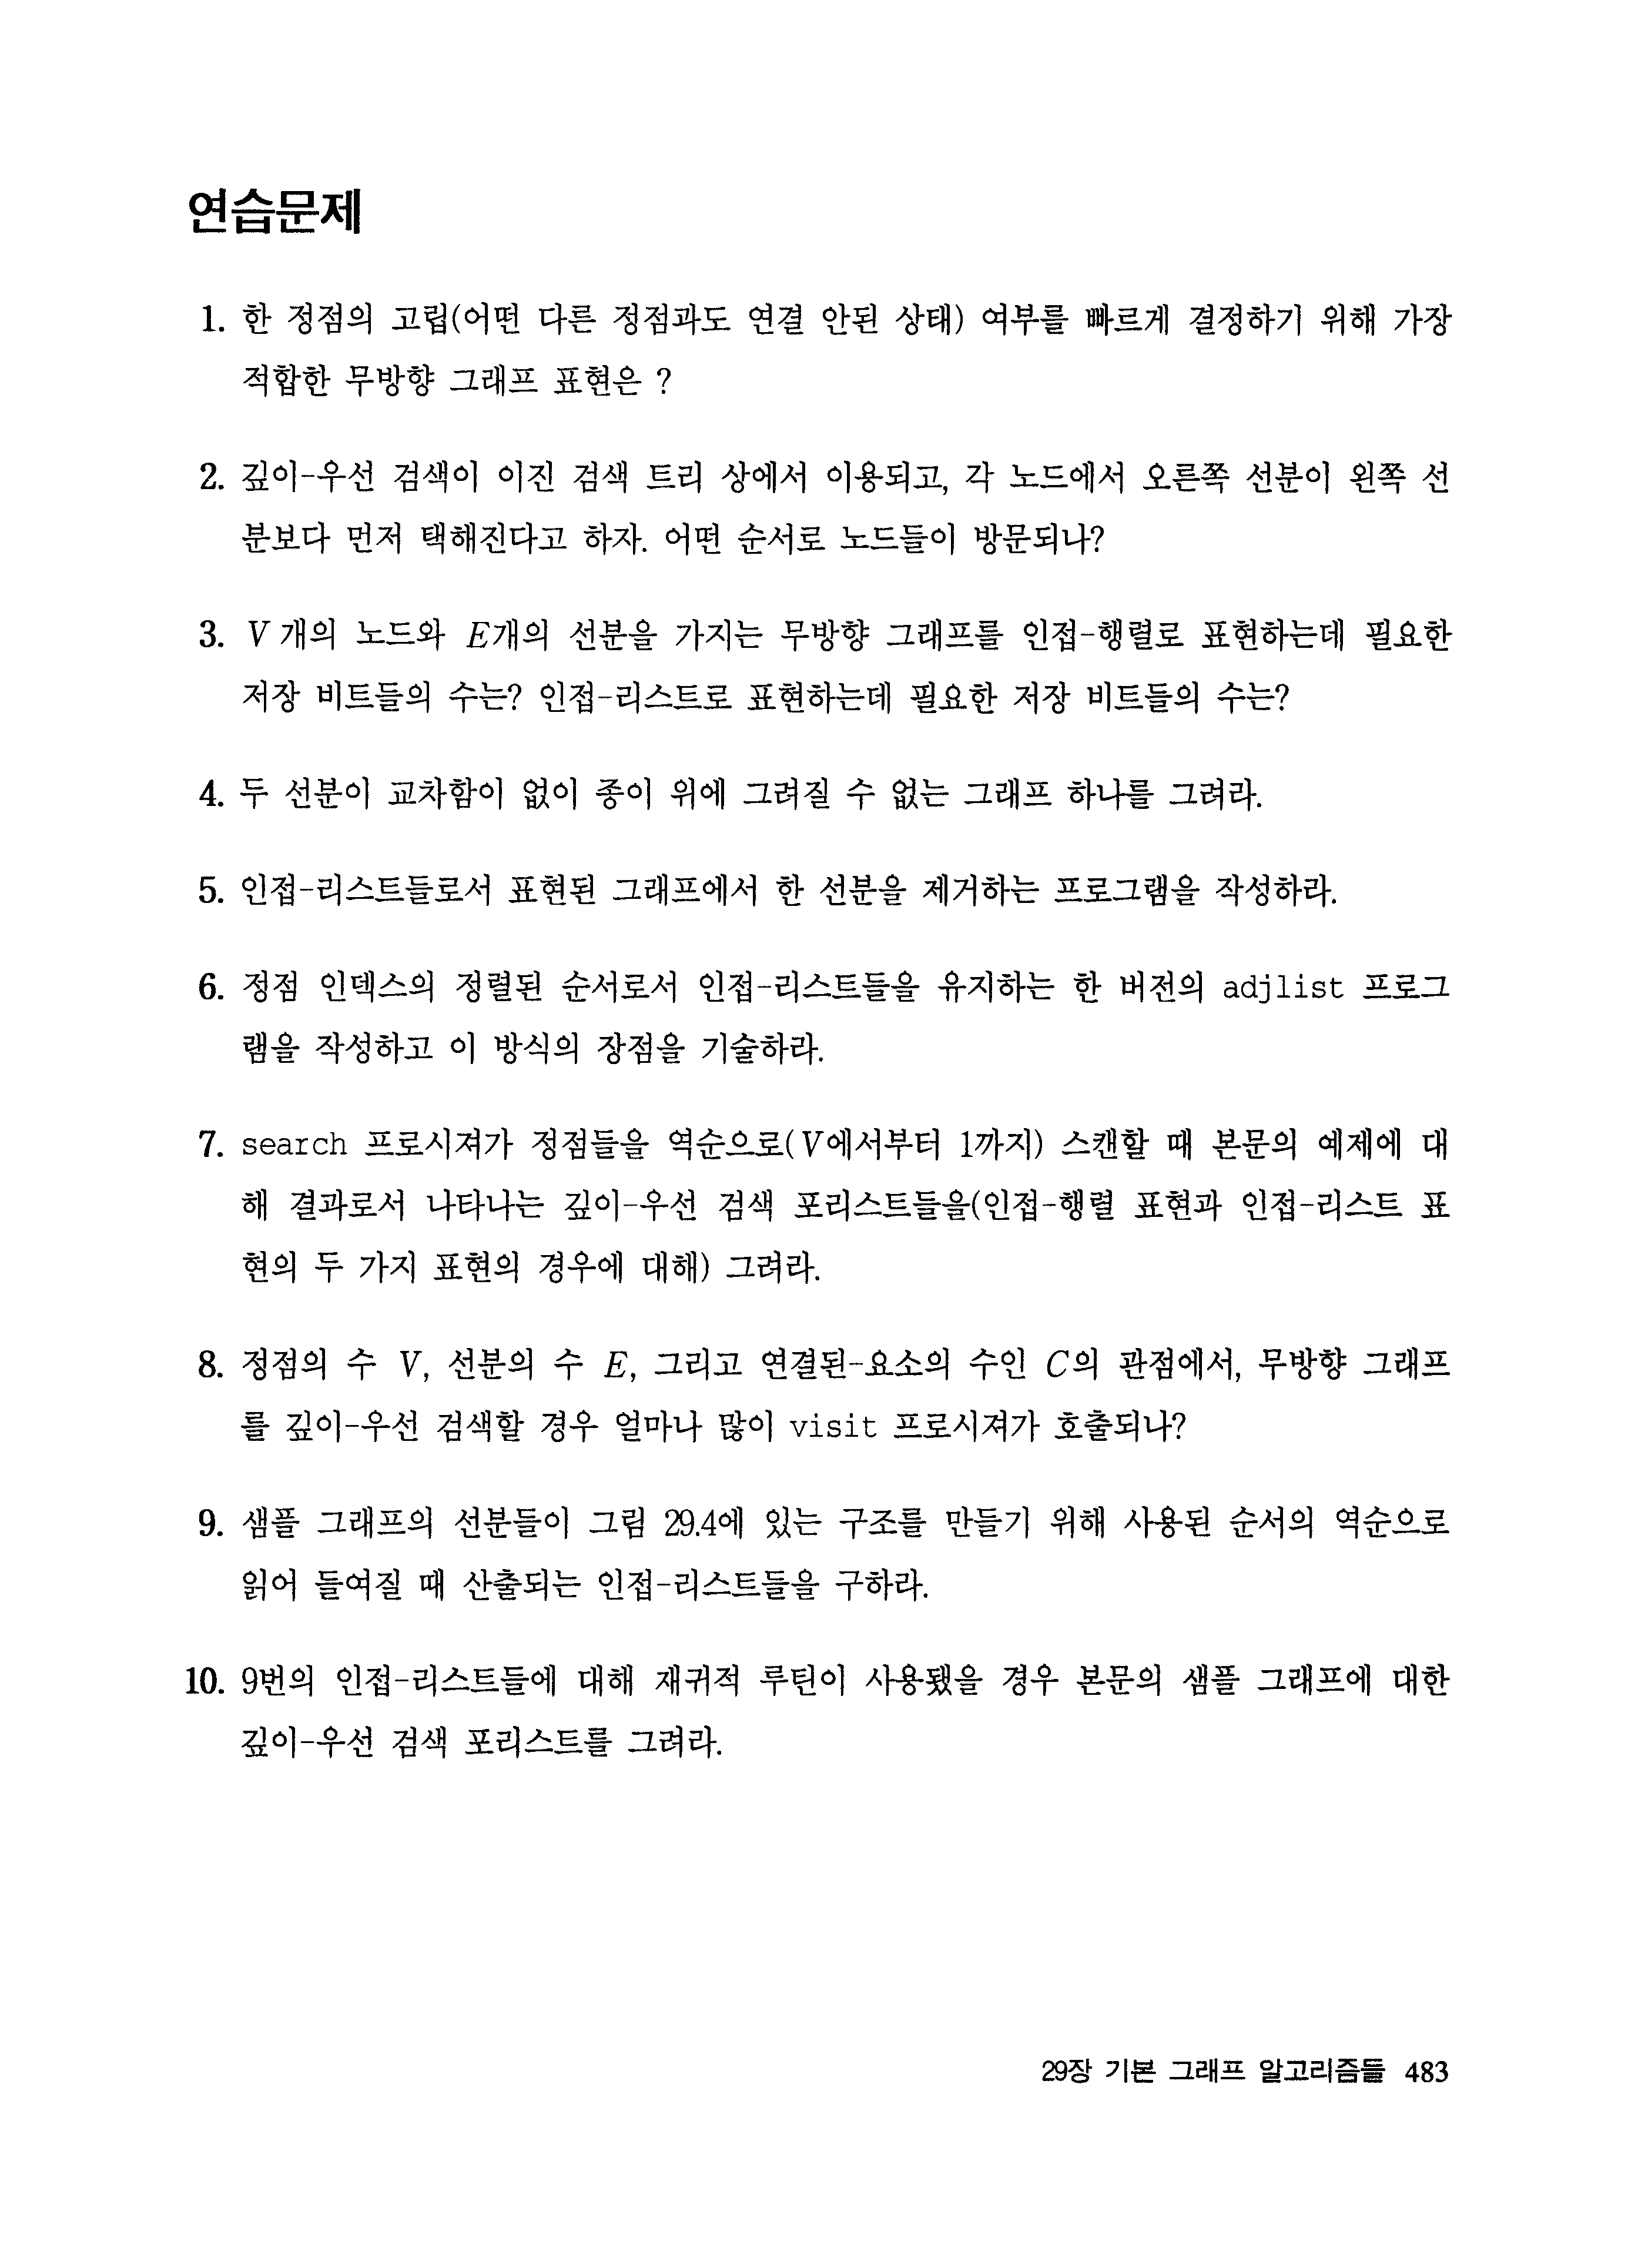 연습문제
1. 한 정점의 고립(어떤 다른 정점과도 연결 안된 상태) 여부를 빠르게 결정하기 위해 가장
적합한 무방향 그래프 표현은 ?
2. 깊이-우선 검색이 이진 검색 트리 상에서 이용되고, 각 노드에서 오른쪽 선분이 왼쪽 선
분보다 먼저 택해진다고 하자. 어떤 순서로 노드들이 방문되나?
3. V개의 노드와 E개의 선분을 가지는 무방향 그래프를 인접-행렬로 표현하는데 필요한
저장 비트들의 수는? 인접-리스트로 표현하는데 필요한 저장 비트들의 수는?
4. 두 선분이 교차함이 없이 종이 위에 그려질 수 없는 그래프 하나를 그려라.
5. 인접-리스트들로서 표현된 그래프에서 한 선분을 제거하는 프로그램을 작성하라.
6. 정점 인덱스의 정렬된 순서로서 인접-리스트들을 유지하는 한 버전의 adjlist 프로그
램을 작성하고 이 방식의 장점을 기술하라.
7. search 프로시져가 정점들을 역순으로(V에서부터 1까지) 스캔할 때 본문의 예제에 대
해 결과로서 나타나는 깊이-우선 검색 포리스트들을(인접-행렬 표현과 인접-리스트 표
현의 두 가지 표현의 경우에 대해) 그려라.
8. 정점의 수 V, 선분의 수 E, 그리고 연결된-요소의 수인 C의 관점에서, 무방향 그래프
를 깊이-우선 검색할 경우 얼마나 많이 visit 프로시져가 호출되나?
9. 샘플 그래프의 선분들이 그림 29.4에 있는 구조를 만들기 위해 사용된 순서의 역순으로
읽어 들여질 때 산출되는 인접-리스트들을 구하라.
10. 9번의 인접-리스트들에 대해 재귀적 루틴이 사용됐을 경우 본문의 샘플 그래프에 대한
깊이-우선 검색 포리스트를 그려라.
29장 기본 그래프 알고리즘들 483